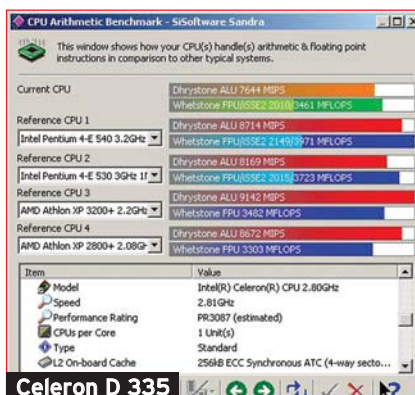 CPU Arithmetic Benchmark - SiSoftware Sandra
This window shows how your CPU(s) handle(s) arithmetic & floating point
instructions in comparison to other typical systems.
Current CPU
Dhrystone ALU 7644 MIPS
Whetstone FPU/iSSE2 2010/3461 MFLOPS
Reference CPU 1
Dhrystone ALU 8714 MIPS
Intel Pentium 4-E 540 3.2GHz
Whetstone FPU/iSSE2 2149/3971 MFLOPS
Reference CPU 2
Dhrystone ALU 8169 MIPS
Intel Pentium 4-E 530 3GHz 1M
Whetstone FPU/iSSE2 2015/3723 MFLOPS
Reference CPU 3
Dhrystone ALU 9142 MIPS
AMD Athlon XP 3200+ 2.2GHz
Whetstone FPU 3482 MFLOPS
Reference CPU 4
Dhrystone ALU 8672 MIPS
AMD Athlon XP 2800+ 2.08GH
Whetstone FPU 3303 MFLOPS
Item Value
Model Intel(R) Celeron(R) CPU 2.80GHz
Speed 2.81GHz
Performance Rating PR3087 (estimated)
CPUs per Core 1 Unit(s)
Type Standard
L2 On-board Cache 256kB ECC Synchronous ATC (4-way secto...
Celeron D 335